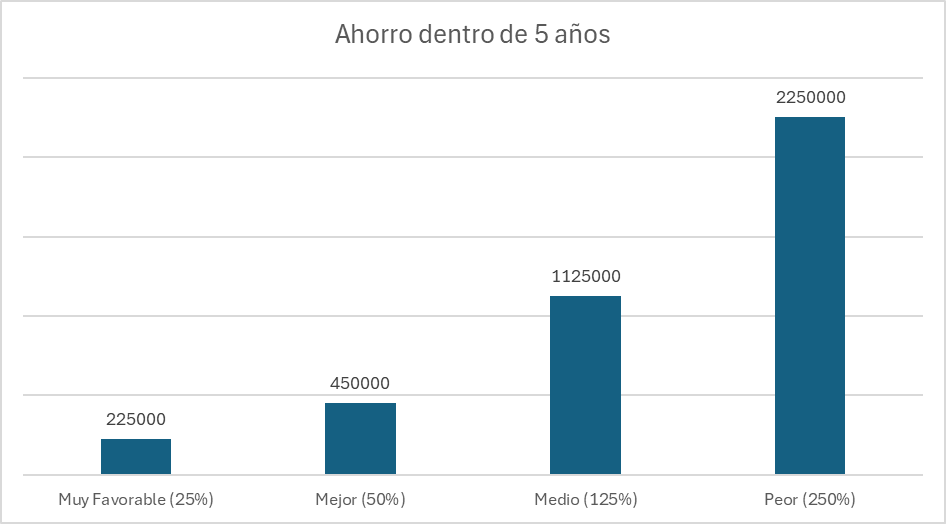 Ahorro dentro de 5 años
2250000
1125000
450000
225000
Muy Favorable (25%)
Mejor (50%)
Medio (125%)
Peor (250%)